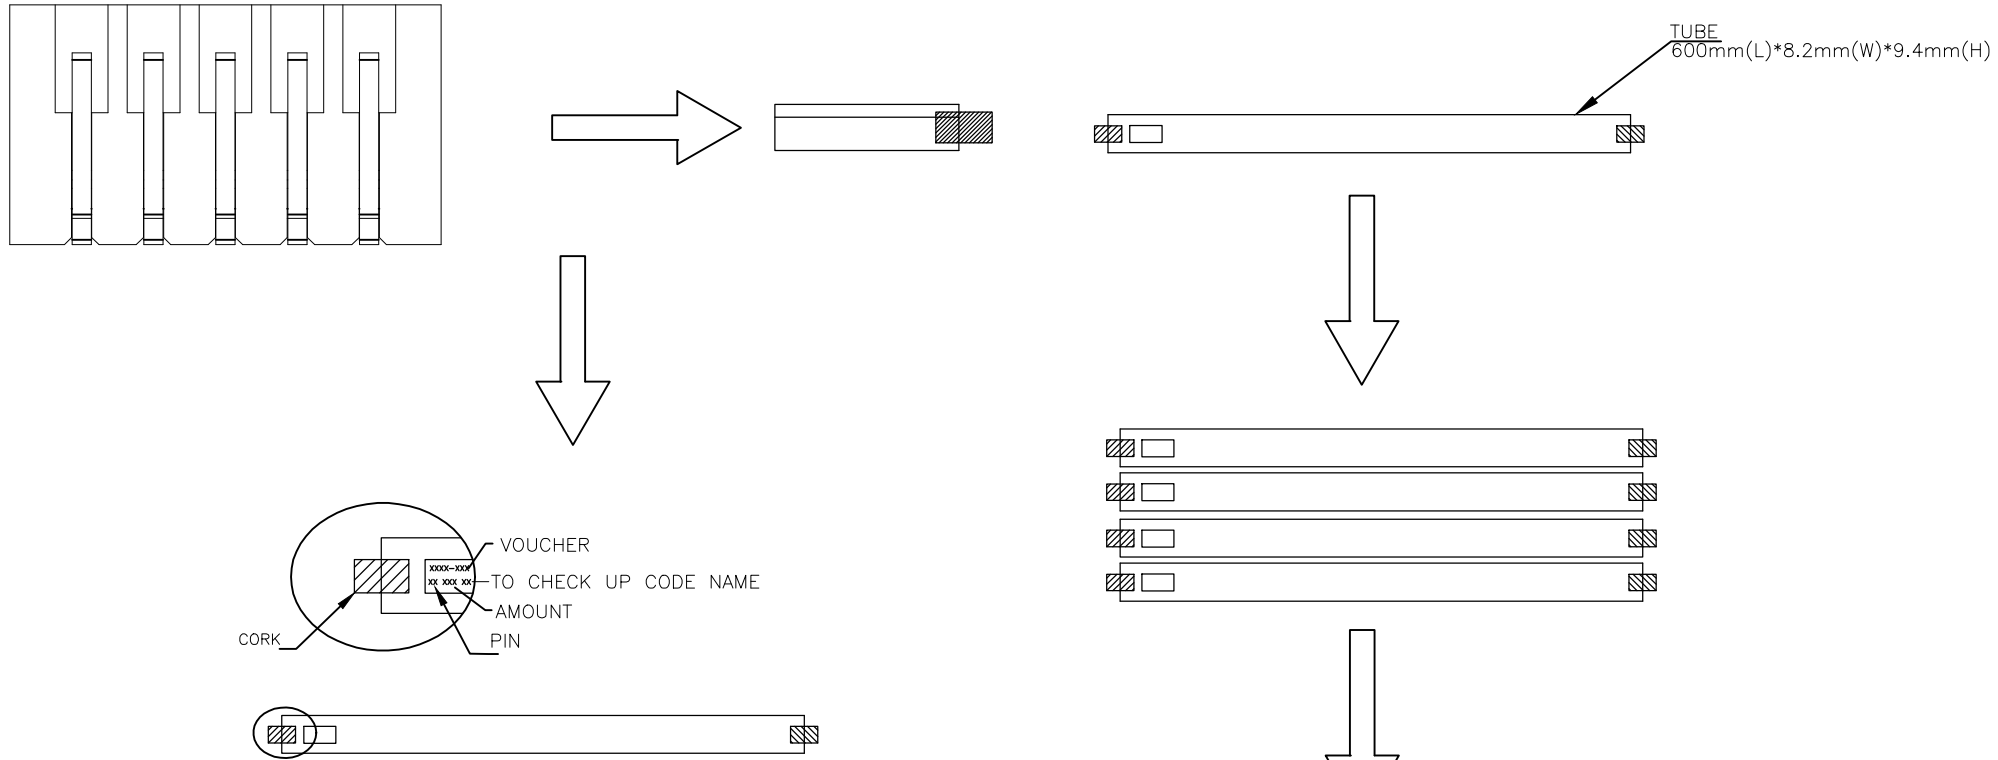 TUBE
600mm(L)*8.2mm(W)*9.4mm(H)
VOUCHER
XXXX-XXX
XX XXX XX
TO CHECK UP CODE NAME
AMOUNT
PIN
CORK